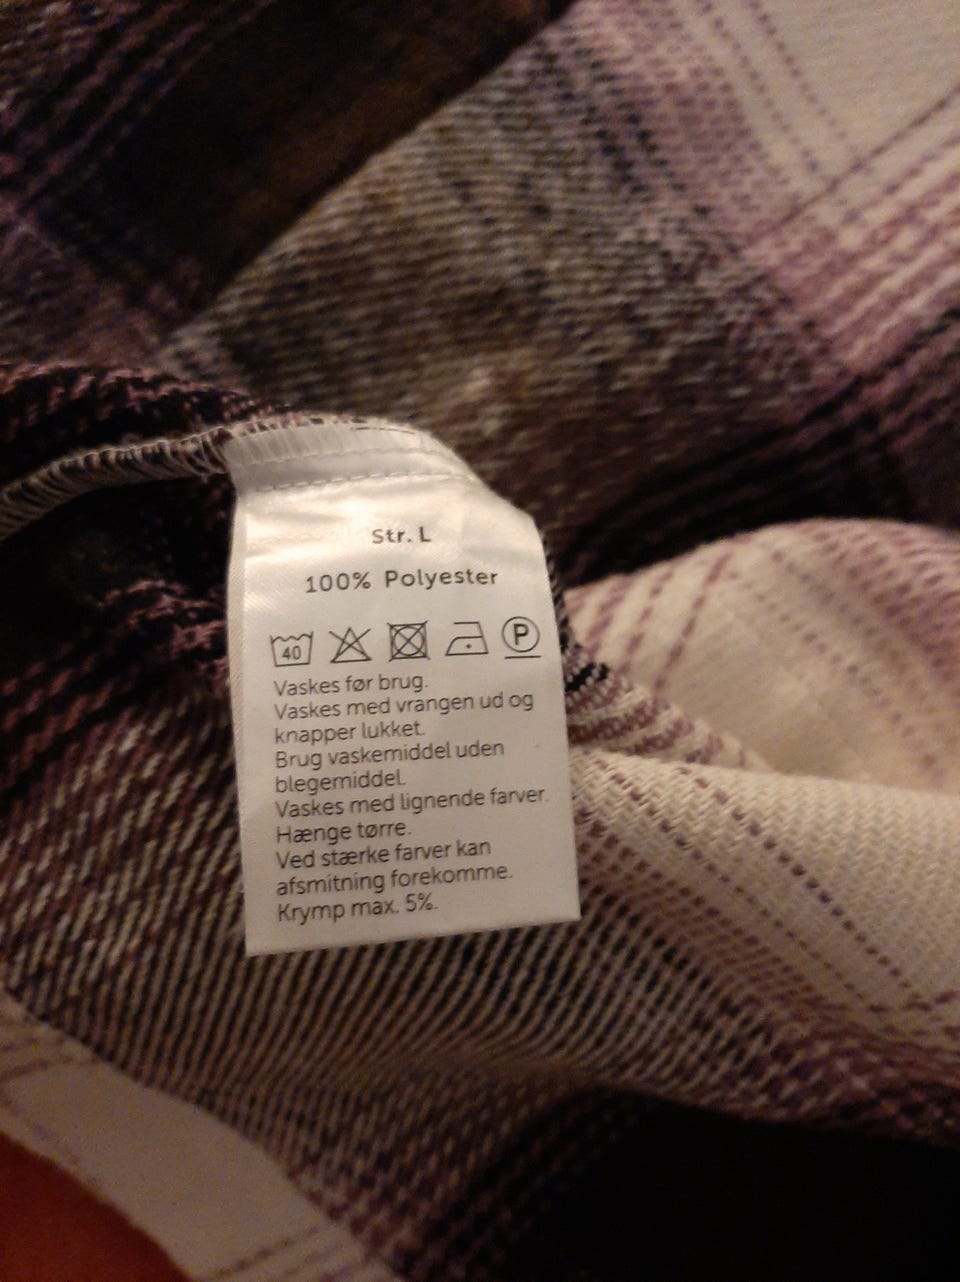 Str. L
100% Polyester
40 P
Vaskes før brug.
Vaskes med vrangen ud og
knapper lukket.
Brug vaskemiddel uden
blegemiddel.
Vaskes med lignende farver.
Hænge tørre.
Ved stærke farver kan
afsmitning forekomme.
Krymp max. 5%.